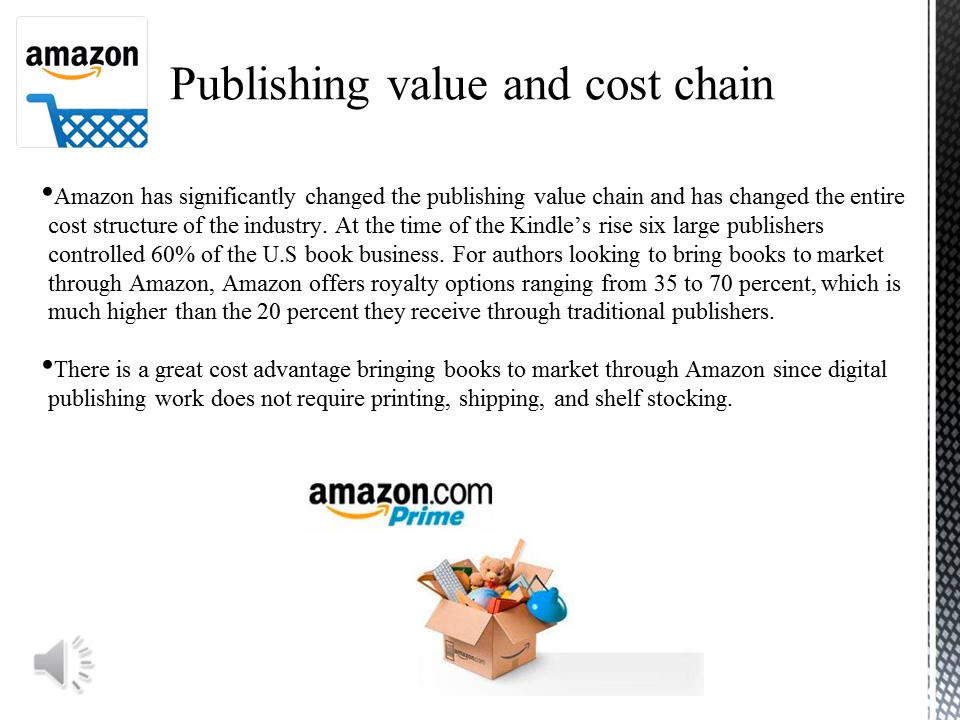 amazon
Publishing value and cost chain
•Amazon has significantly changed the publishing value chain and has changed the entire
cost structure of the industry. At the time of the Kindle’s rise six large publishers
controlled 60% of the U.S book business. For authors looking to bring books to market
through Amazon, Amazon offers royalty options ranging from 35 to 70 percent, which is
much higher than the 20 percent they receive through traditional publishers.
•There is a great cost advantage bringing books to market through Amazon since digital
publishing work does not require printing, shipping, and shelf stocking.
amazon.com
Prime
amazon.com